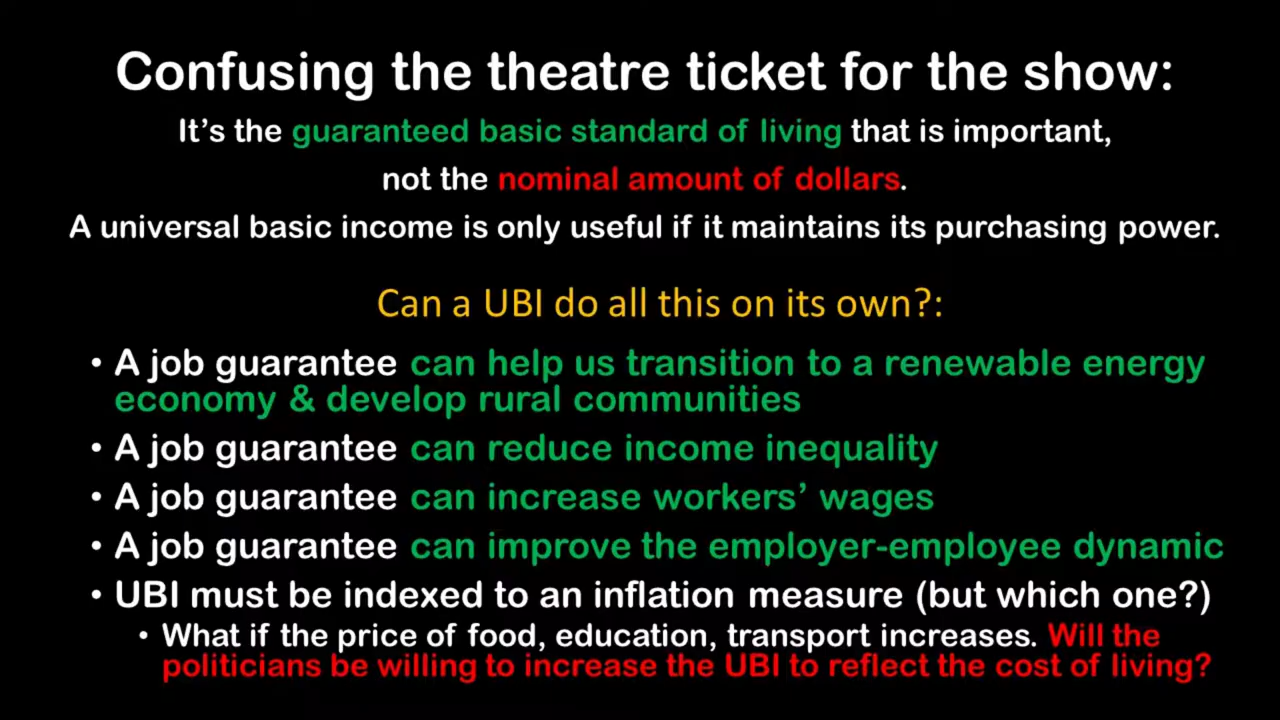 Confusing the theatre ticket for the show:
It’s the guaranteed basic standard of living that is important,
not the nominal amount of dollars.
A universal basic income is only useful if it maintains its purchasing power.
Can a UBI do all this on its own?:
• A job guarantee can help us transition to a renewable energy
economy & develop rural communities
• A job guarantee can reduce income inequality
• A job guarantee can increase workers’ wages
• A job guarantee can improve the employer-employee dynamic
• UBI must be indexed to an inflation measure (but which one?)
• What if the price of food, education, transport increases. Will the
politicians be willing to increase the UBI to reflect the cost of living?